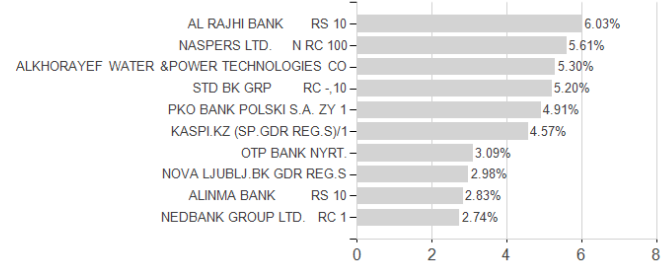 AL RAJHI BANK RS 10 6.03%
NASPERS LTD. N RC 100 5.61%
ALKHORAYEF WATER &POWER TECHNOLOGIES CO 5.30%
STD BK GRP RC -,10 5.20%
PKO BANK POLSKI S.A. ZY 1 4.91%
KASPI.KZ (SP.GDR REG.S)/1 4.57%
OTP BANK NYRT. 3.09%
NOVA LJUBLJ.BK GDR REG.S 2.98%
ALINMA BANK RS 10 2.83%
NEDBANK GROUP LTD. RC 1 2.74%
0 2 4 6 8